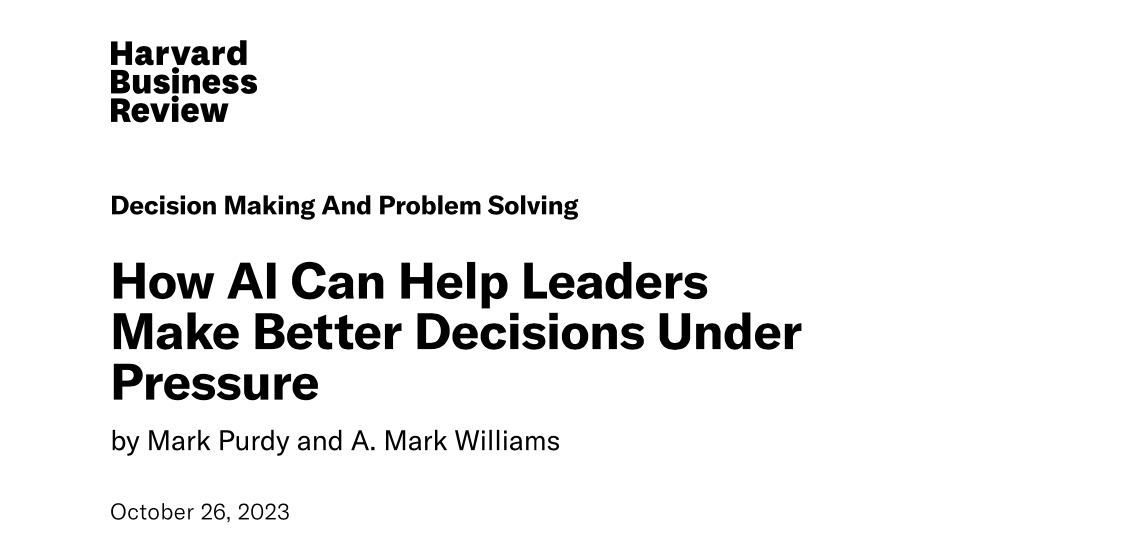 Harvard
Business
Review
Decision Making And Problem Solving
How AI Can Help Leaders
Make Better Decisions Under
Pressure
by Mark Purdy and A. Mark Williams
October 26, 2023